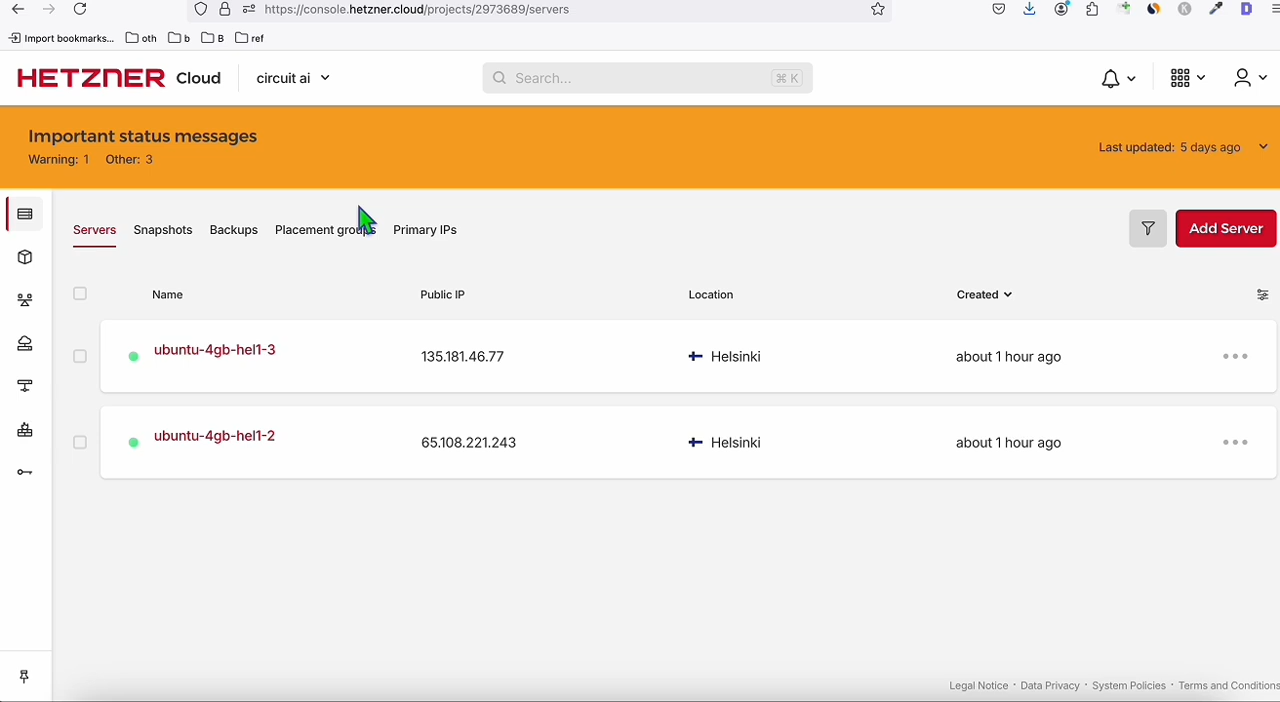 https://console.hetzner.cloud/projects/2973689/servers
Import bookmarks... oth b B ref
HETZNER Cloud circuit ai Search... ⌘ K
Important status messages
Warning: 1 Other: 3
Last updated: 5 days ago
Servers Snapshots Backups Placement groups Primary IPs
Add Server
Name Public IP Location Created
ubuntu-4gb-hel1-3 135.181.46.77 Helsinki about 1 hour ago
ubuntu-4gb-hel1-2 65.108.221.243 Helsinki about 1 hour ago
Legal Notice · Data Privacy · System Policies · Terms and Conditions